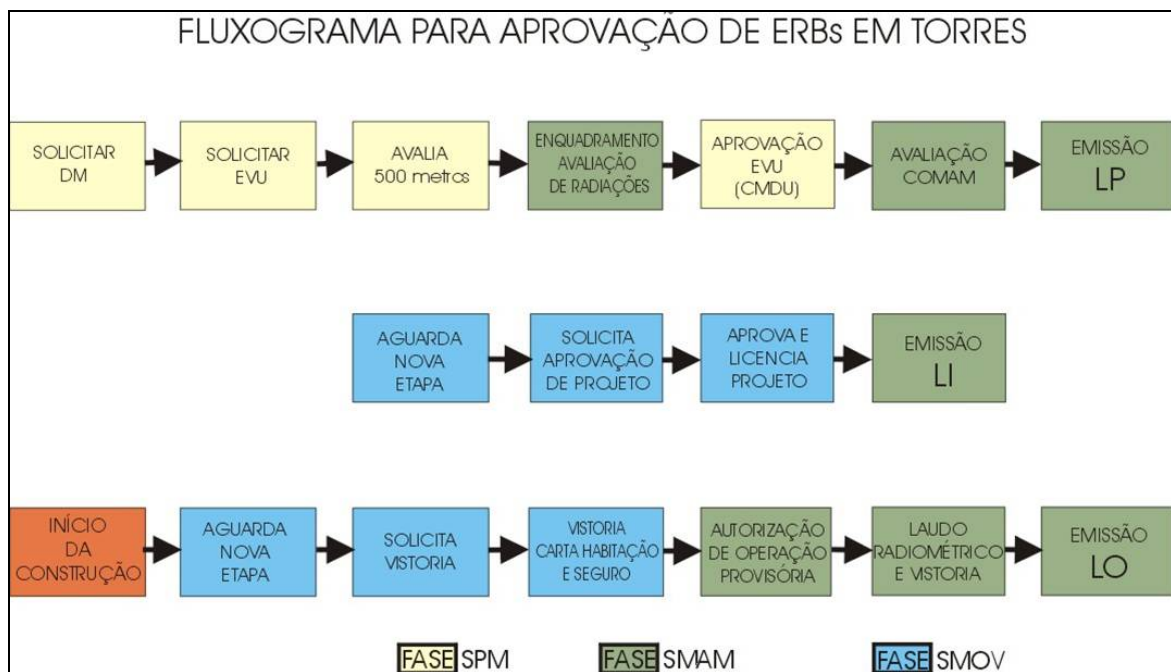 FLUXOGRAMA PARA APROVAÇÃO DE ERBs EM TORRES
SOLICITAR
DM
SOLICITAR
EVU
AVALIA
500 metros
ENQUADRAMENTO
AVALIAÇÃO
DE RADIAÇÕES
APROVAÇÃO
EVU
(CMDU)
AVALIAÇÃO
COMAM
EMISSÃO
LP
AGUARDA
NOVA
ETAPA
SOLICITA
APROVAÇÃO
DE PROJETO
APROVA E
LICENCIA
PROJETO
EMISSÃO
LI
INÍCIO
DA
CONSTRUÇÃO
AGUARDA
NOVA
ETAPA
SOLICITA
VISTORIA
VISTORIA
CARTA HABITAÇÃO
E SEGURO
AUTORIZAÇÃO
DE OPERAÇÃO
PROVISÓRIA
LAUDO
RADIOMÉTRICO
E VISTORIA
EMISSÃO
LO
FASE SPM
FASE SMAM
FASE SMOV